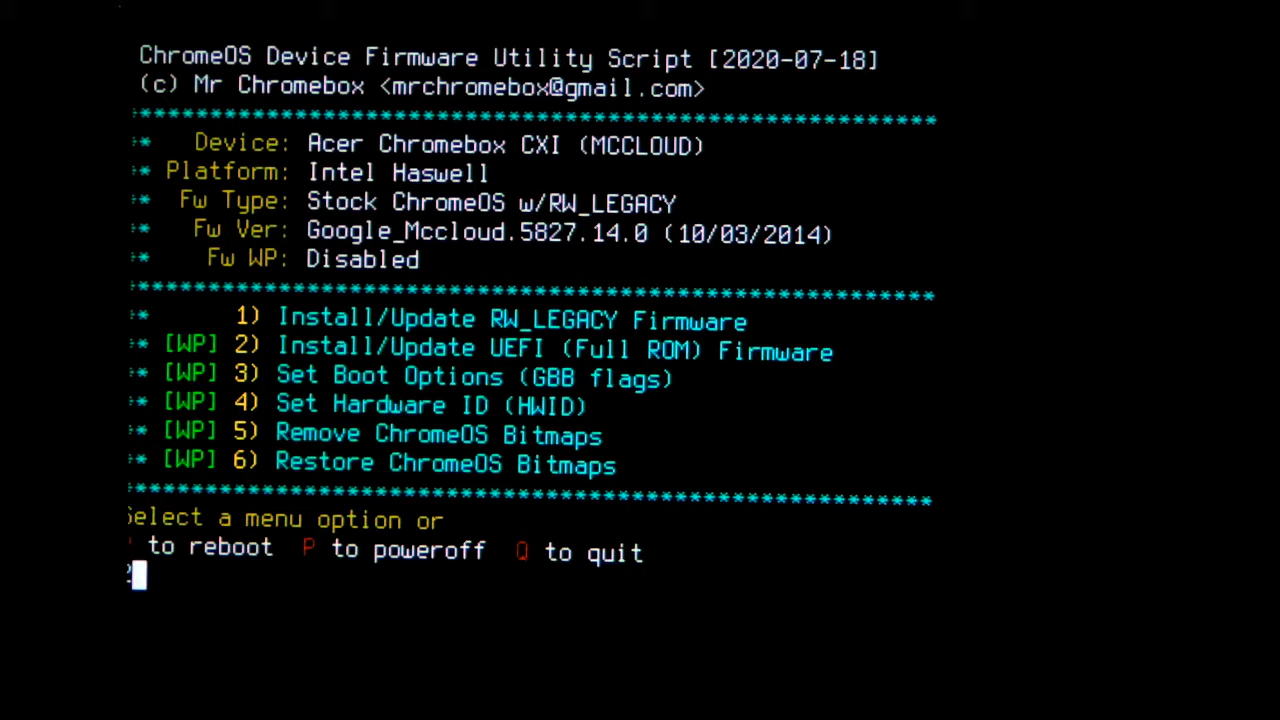 ChromeOS Device Firmware Utility Script [2020-07-18]
(c) Mr Chromebox <mrchromebox@gmail.com>
*********************************************************
** Device: Acer Chromebox CXI (MCCLOUD)
** Platform: Intel Haswell
** Fw Type: Stock ChromeOS w/RW_LEGACY
** Fw Ver: Google_Mccloud.5827.14.0 (10/03/2014)
** Fw WP: Disabled
*********************************************************
** 1) Install/Update RW_LEGACY Firmware
** [WP] 2) Install/Update UEFI (Full ROM) Firmware
** [WP] 3) Set Boot Options (GBB flags)
** [WP] 4) Set Hardware ID (HWID)
** [WP] 5) Remove ChromeOS Bitmaps
** [WP] 6) Restore ChromeOS Bitmaps
*********************************************************
Select a menu option or
to reboot P to poweroff Q to quit